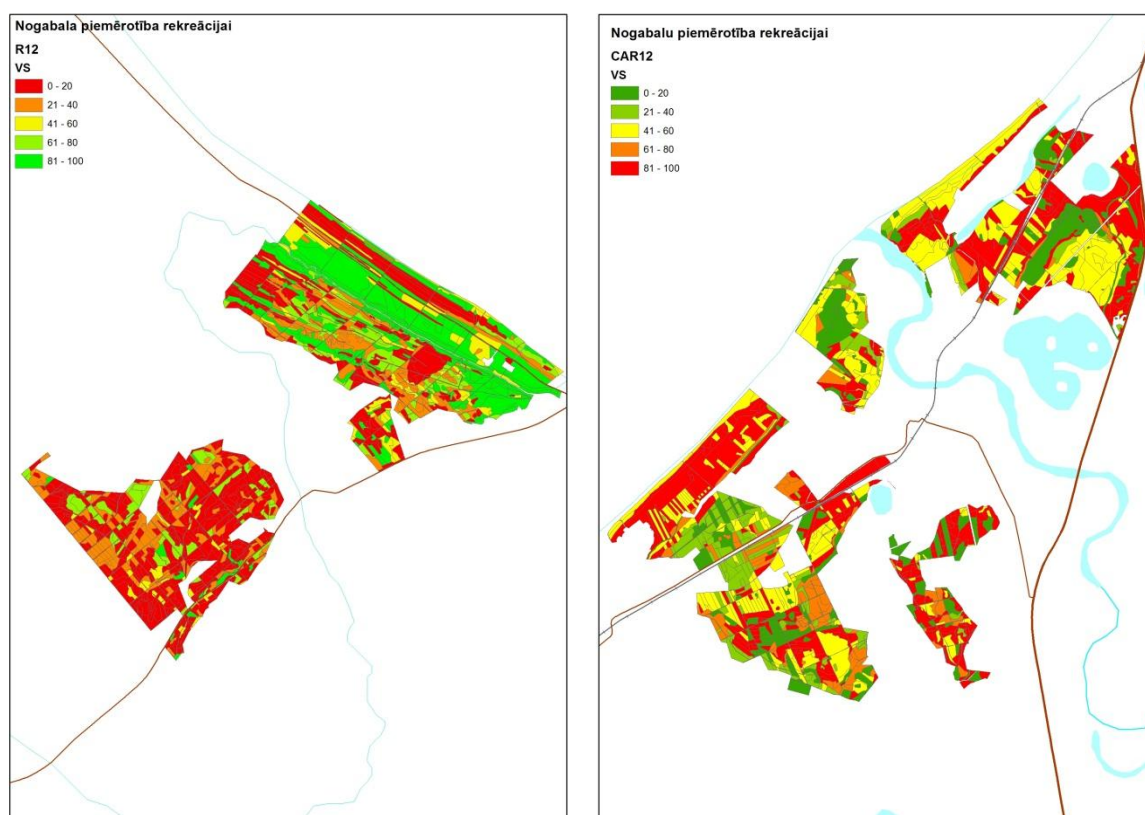 Nogabala piemērotība rekreācijai
R12
VS
0 - 20
21 - 40
41 - 60
61 - 80
81 - 100
Nogabalu piemērotība rekreācijai
CAR12
VS
0 - 20
21 - 40
41 - 60
61 - 80
81 - 100